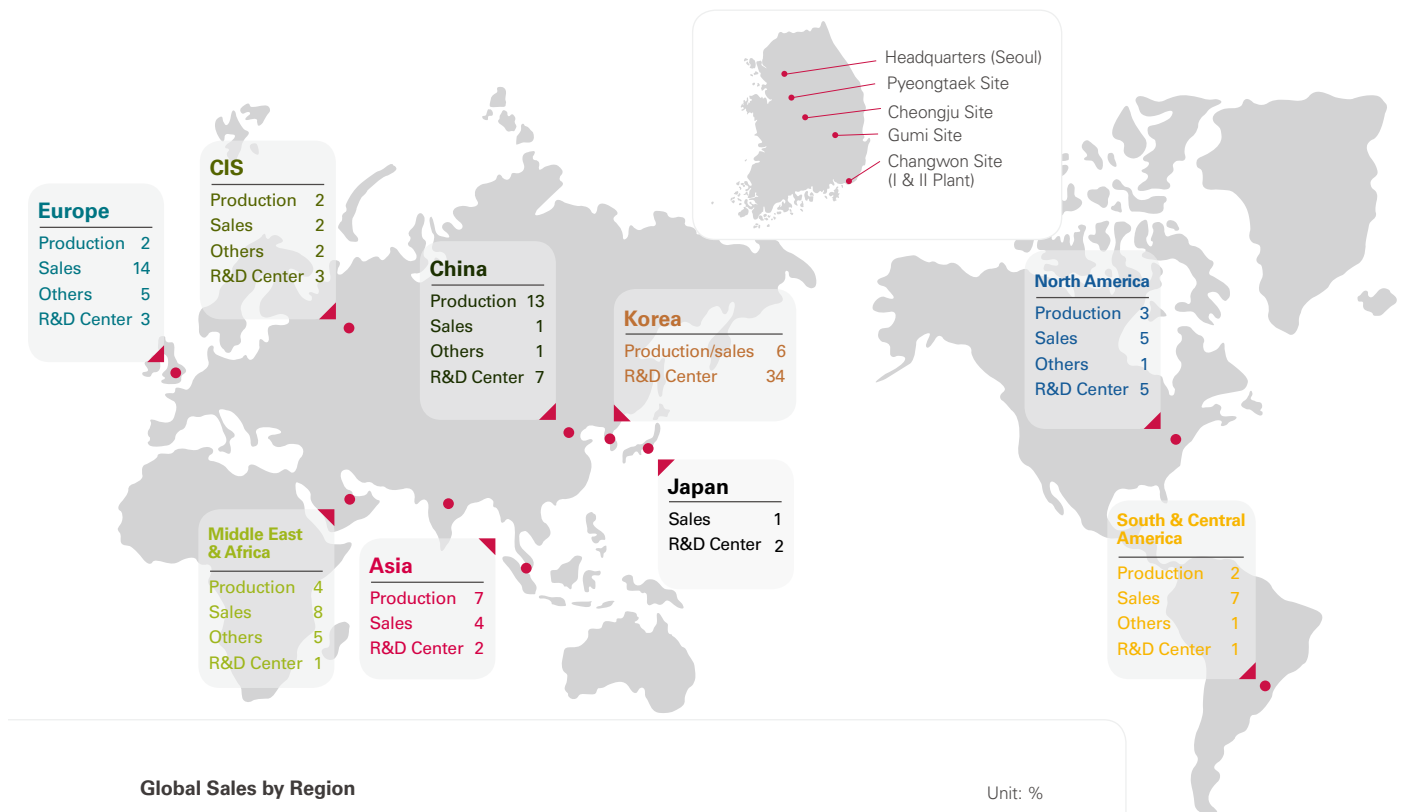 Headquarters (Seoul)
Pyeongtaek Site
Cheongju Site
Gumi Site
Changwon Site
(I & II Plant)
CIS
Production 2
Sales 2
Others 2
R&D Center 3
Europe
Production 2
Sales 14
Others 5
R&D Center 3
China
Production 13
Sales 1
Others 1
R&D Center 7
Korea
Production/sales 6
R&D Center 34
North America
Production 3
Sales 5
Others 1
R&D Center 5
Japan
Sales 1
R&D Center 2
Middle East
& Africa
Production 4
Sales 8
Others 5
R&D Center 1
Asia
Production 7
Sales 4
R&D Center 2
South & Central
America
Production 2
Sales 7
Others 1
R&D Center 1
Global Sales by Region
Unit: %